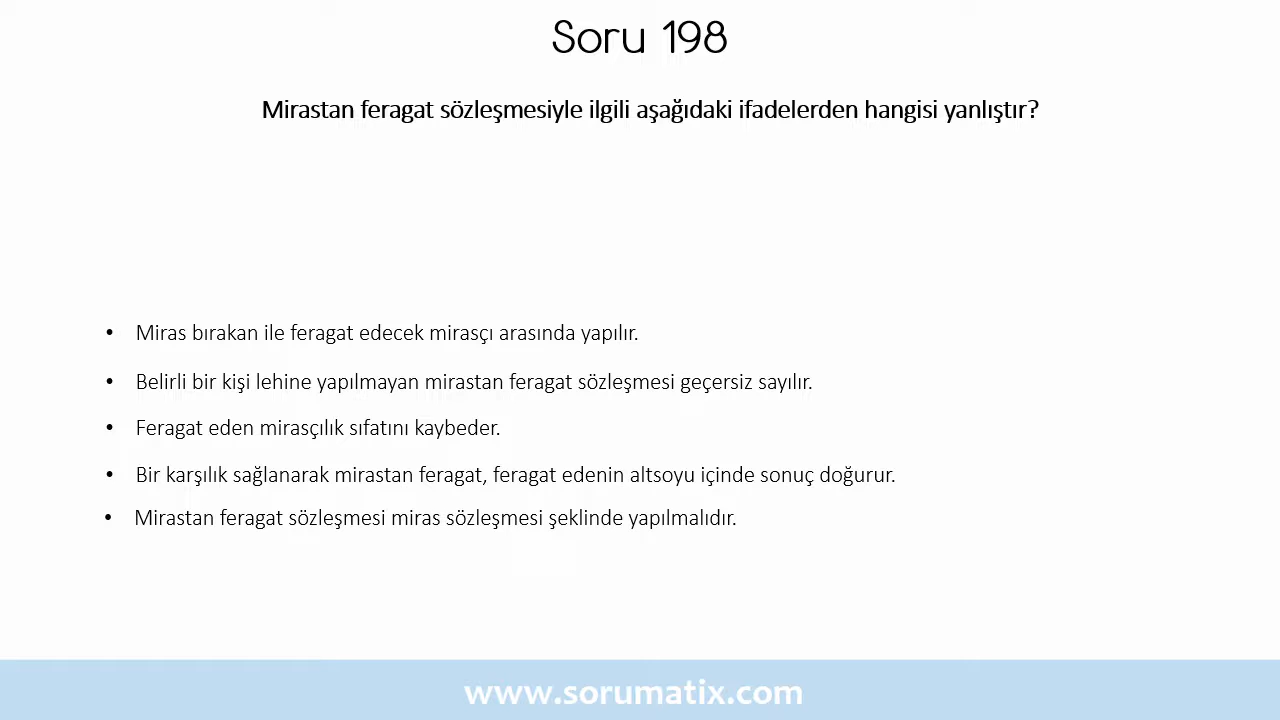 Soru 198
Mirastan feragat sözleşmesiyle ilgili aşağıdaki ifadelerden hangisi yanlıştır?
• Miras bırakan ile feragat edecek mirasçı arasında yapılır.
• Belirli bir kişi lehine yapılmayan mirastan feragat sözleşmesi geçersiz sayılır.
• Feragat eden mirasçılık sıfatını kaybeder.
• Bir karşılık sağlanarak mirastan feragat, feragat edenin altsoyu içinde sonuç doğurur.
• Mirastan feragat sözleşmesi miras sözleşmesi şeklinde yapılmalıdır.
www.sorumatix.com